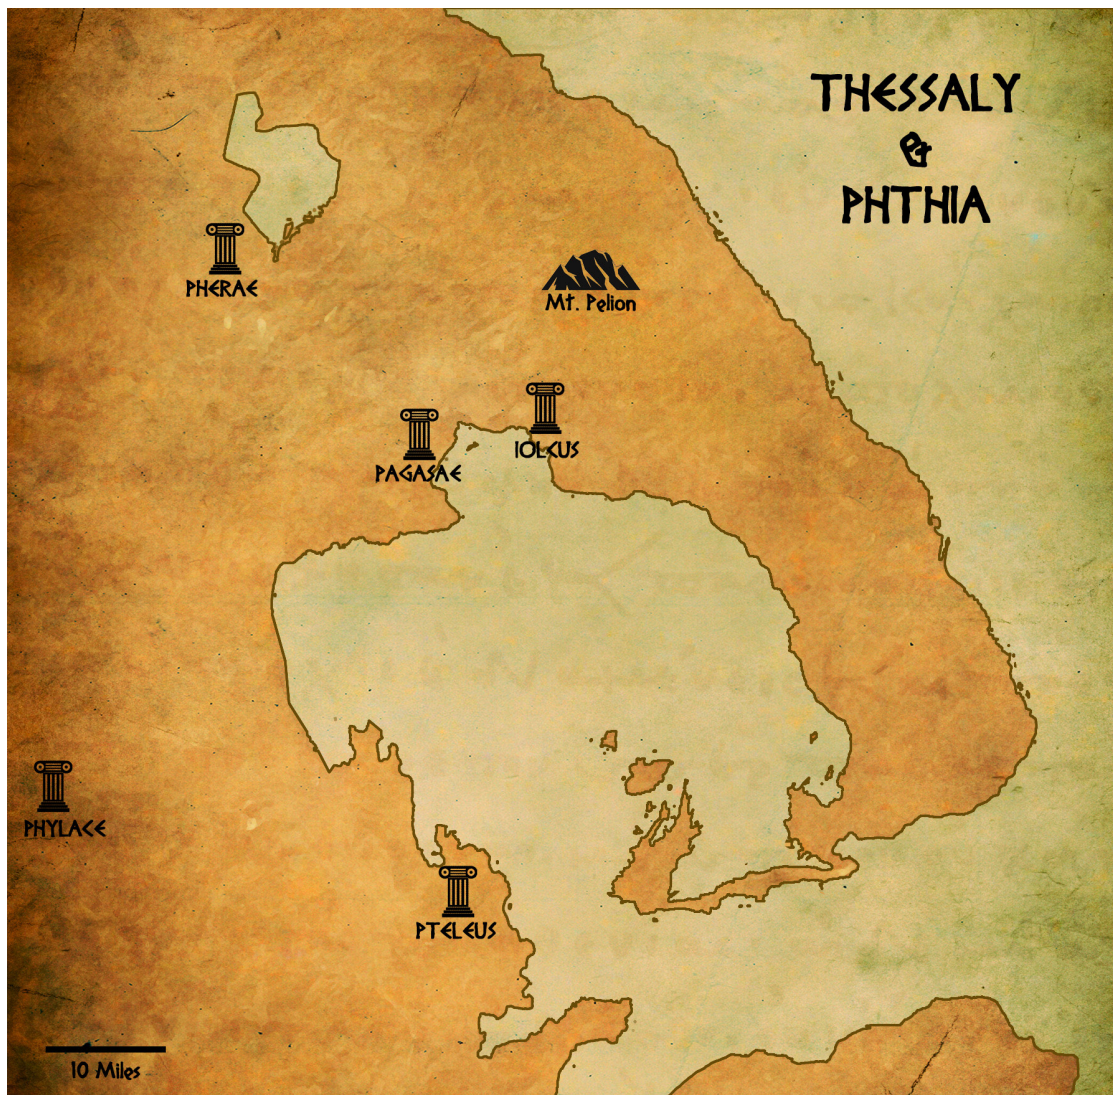 THESSALY
&
PHTHIA
PHERAE
Mt. Pelion
PAGASAE
IOLCUS
PHYLACE
PTELEUS
10 Miles